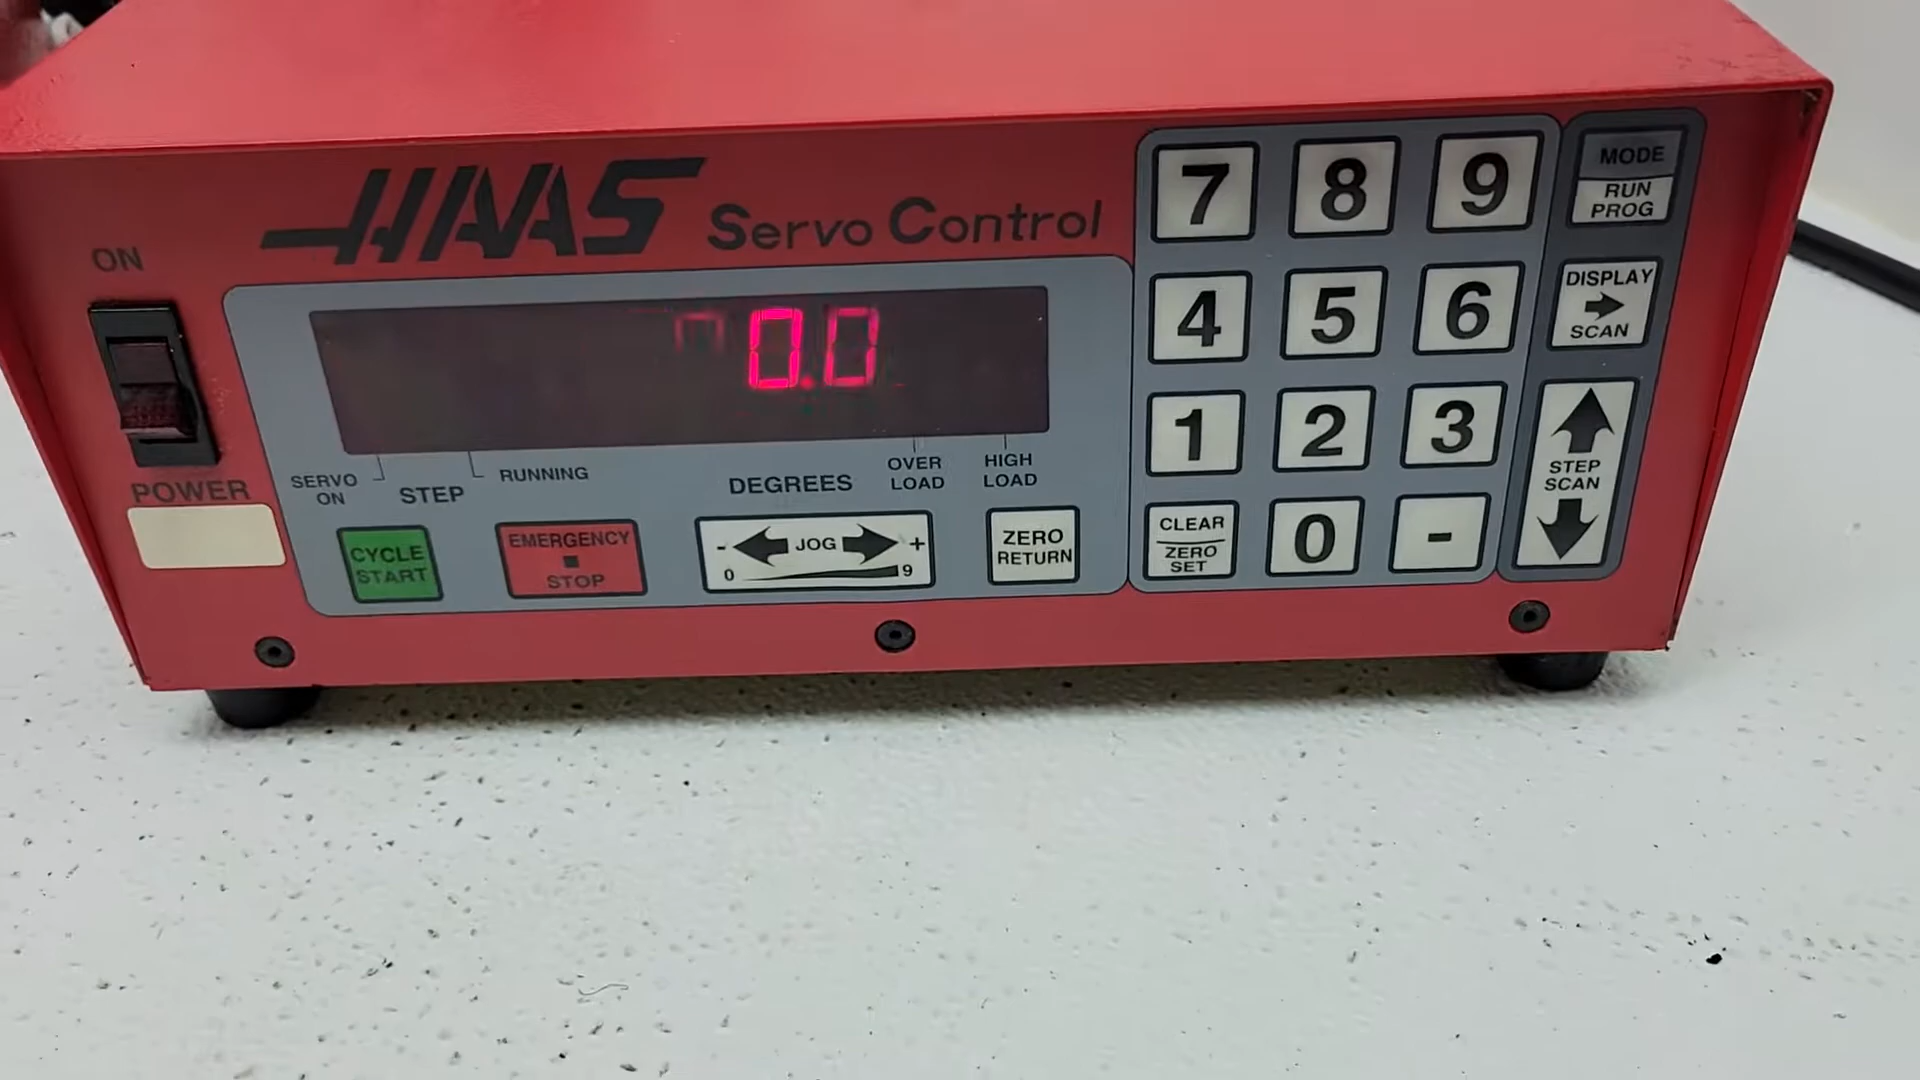 HAAS Servo Control
ON
POWER
0.0
SERVO
ON
STEP
RUNNING
DEGREES
OVER
LOAD
HIGH
LOAD
CYCLE
START
EMERGENCY
STOP
- JOG +
0 9
ZERO
RETURN
7 8 9
4 5 6
1 2 3
CLEAR
ZERO
SET
0 -
MODE
RUN
PROG
DISPLAY
SCAN
STEP
SCAN